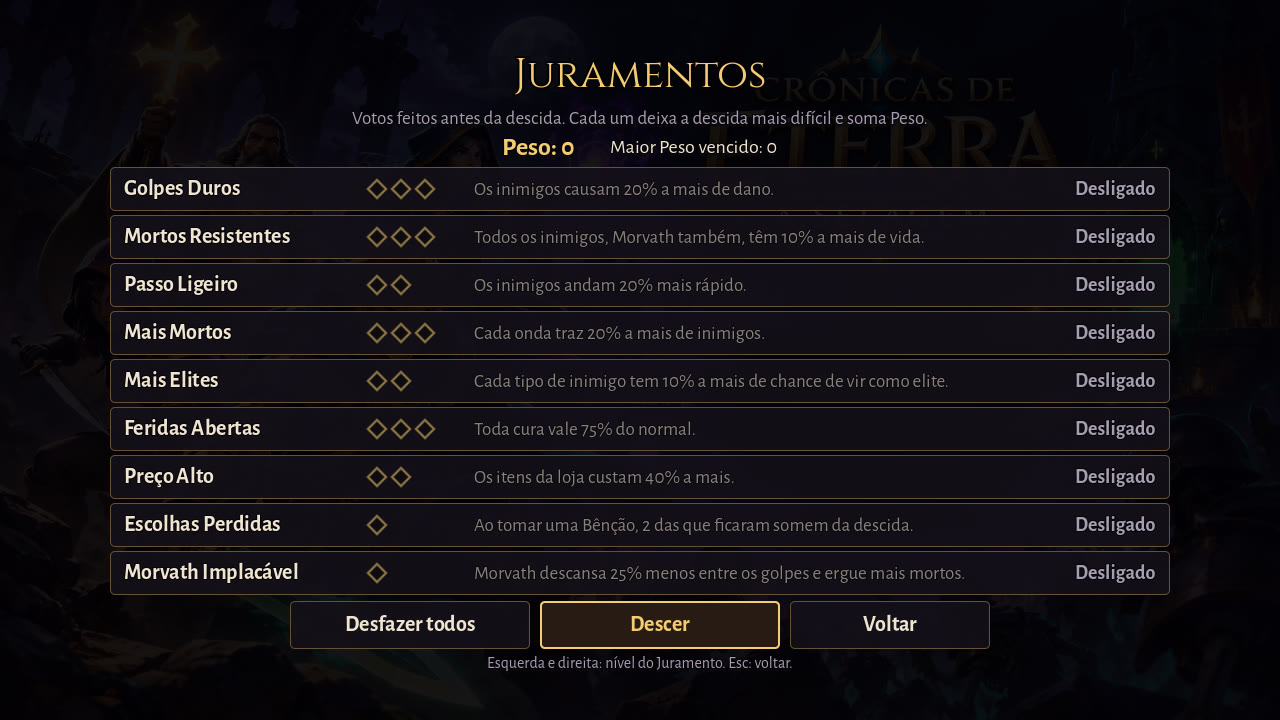 Juramentos
CRÔNICAS DE
ETERRA
Votos feitos antes da descida. Cada um deixa a descida mais difícil e soma Peso.
Peso: 0 Maior Peso vencido: 0
Golpes Duros Os inimigos causam 20% a mais de dano. Desligado
Mortos Resistentes Todos os inimigos, Morvath também, têm 10% a mais de vida. Desligado
Passo Ligeiro Os inimigos andam 20% mais rápido. Desligado
Mais Mortos Cada onda traz 20% a mais de inimigos. Desligado
Mais Elites Cada tipo de inimigo tem 10% a mais de chance de vir como elite. Desligado
Feridas Abertas Toda cura vale 75% do normal. Desligado
Preço Alto Os itens da loja custam 40% a mais. Desligado
Escolhas Perdidas Ao tomar uma Bênção, 2 das que ficaram somem da descida. Desligado
Morvath Implacável Morvath descansa 25% menos entre os golpes e ergue mais mortos. Desligado
Desfazer todos Descer Voltar
Esquerda e direita: nível do Juramento. Esc: voltar.